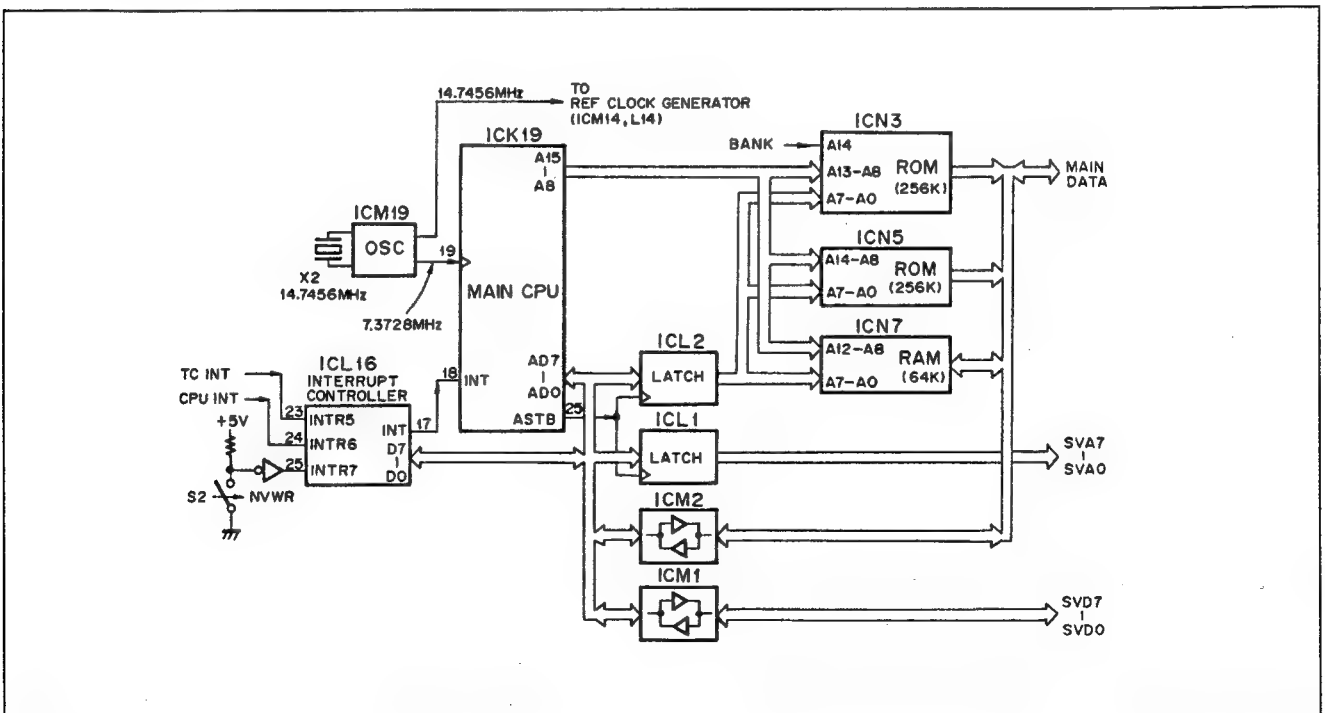 14.7456MHz
TO
REF CLOCK GENERATOR
(ICM14, L14)
ICK19
A15
|
A8
ICM19
OSC
19
X2
14.7456MHz
7.3728MHz
MAIN CPU
ICL16
INTERRUPT
CONTROLLER
TC INT
CPU INT
+5V
23
24
25
INTR5
INTR6
INTR7
INT
D7
|
D0
17
18
INT
S2
NVWR
AD7
|
AD0
ASTB
25
BANK
ICN3
A14
A13-A8
A7-A0
ROM
(256K)
MAIN
DATA
ICN5
A14-A8
A7-A0
ROM
(256K)
ICN7
A12-A8
A7-A0
RAM
(64K)
ICL2
LATCH
ICL1
LATCH
SVA7
|
SVA0
ICM2
ICM1
SVD7
|
SVD0